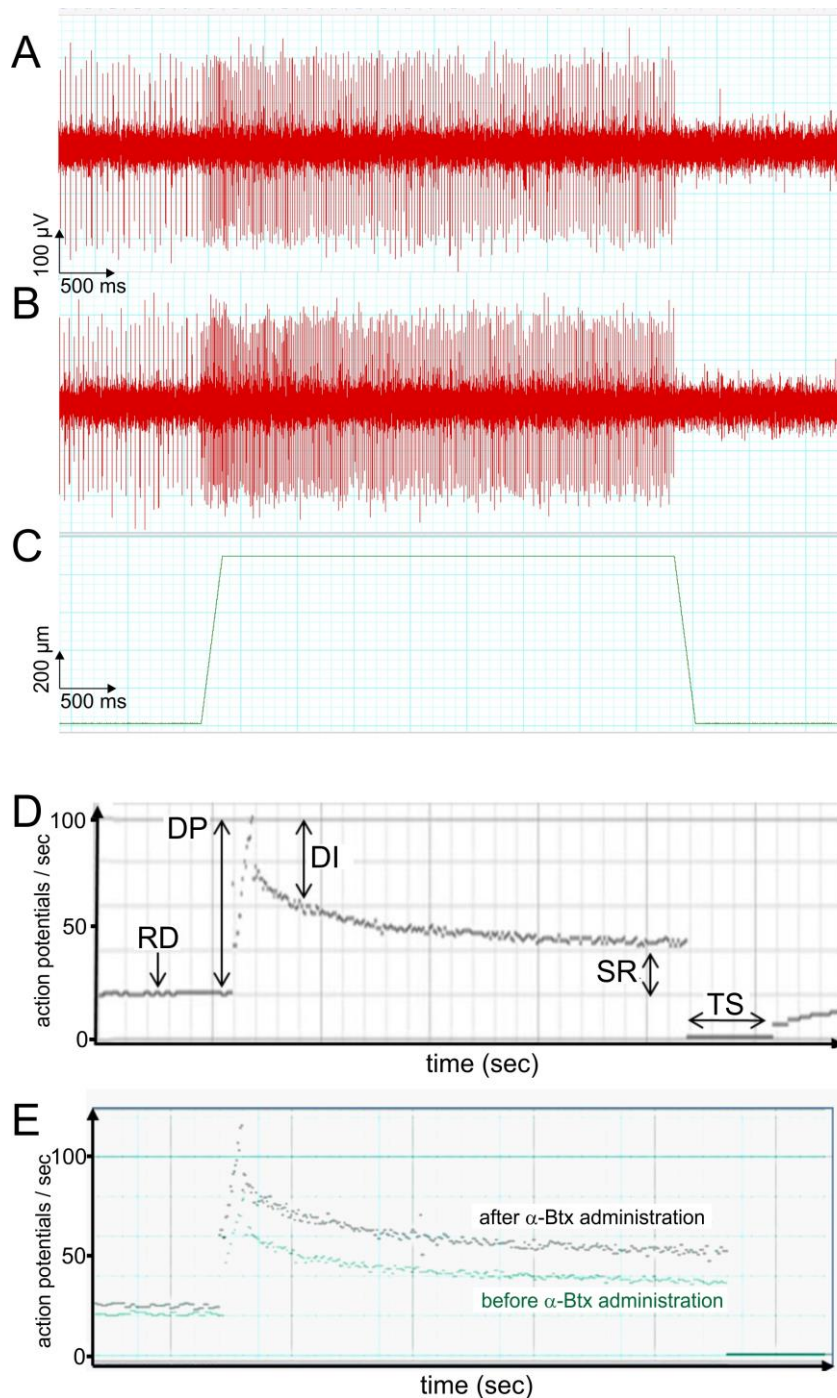 A
100 µV
500 ms
B
C
200 µm
500 ms
D
action potentials / sec
100
50
0
RD
DP
DI
SR
TS
time (sec)
E
action potentials / sec
100
50
0
after α-Btx administration
before α-Btx administration
time (sec)